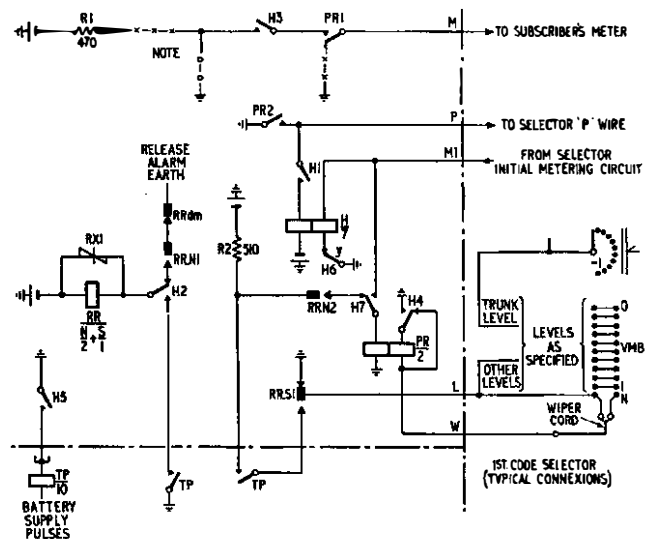 R1
470
NOTE
H3
PR1
M
TO SUBSCRIBER'S METER
PR2
P
TO SELECTOR 'P' WIRE
M1
FROM SELECTOR
INITIAL METERING CIRCUIT
RELEASE
ALARM
EARTH
H1
RRdm
RRN1
R2
510
H
7
y
H6
RX1
RR
N + S
2 1
H2
RRN2
H7
H4
PR
2
TRUNK
LEVEL
LEVELS
AS
SPECIFIED
O
VMB
1
N
OTHER
LEVELS
H5
RRS1
L
WIPER
CORD
W
TP
10
BATTERY
SUPPLY
PULSES
TP
TP
1ST. CODE SELECTOR
(TYPICAL CONNEXIONS)